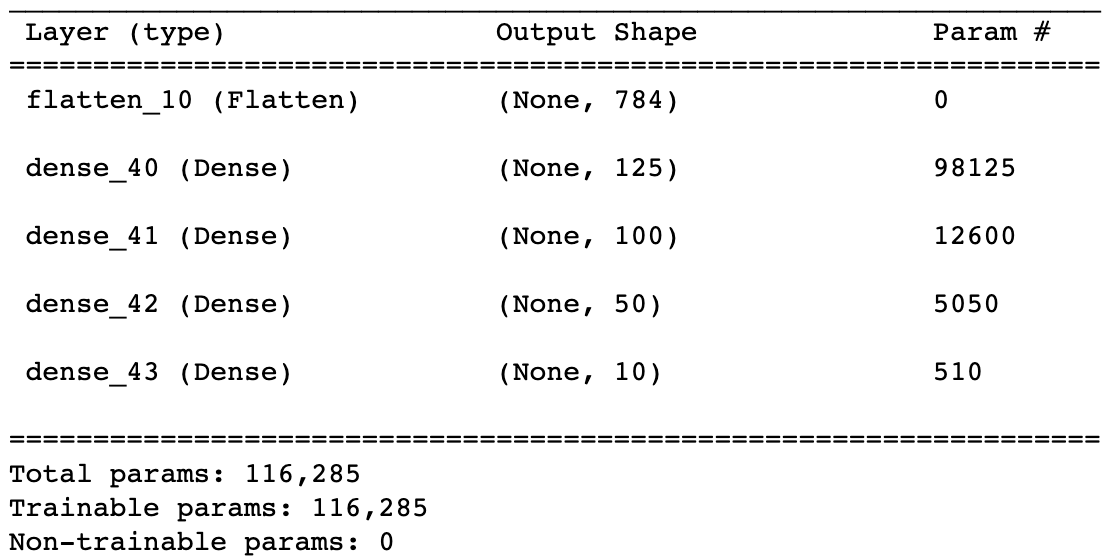 Layer (type) Output Shape Param #
flatten_10 (Flatten) (None, 784) 0
dense_40 (Dense) (None, 125) 98125
dense_41 (Dense) (None, 100) 12600
dense_42 (Dense) (None, 50) 5050
dense_43 (Dense) (None, 10) 510
Total params: 116,285
Trainable params: 116,285
Non-trainable params: 0